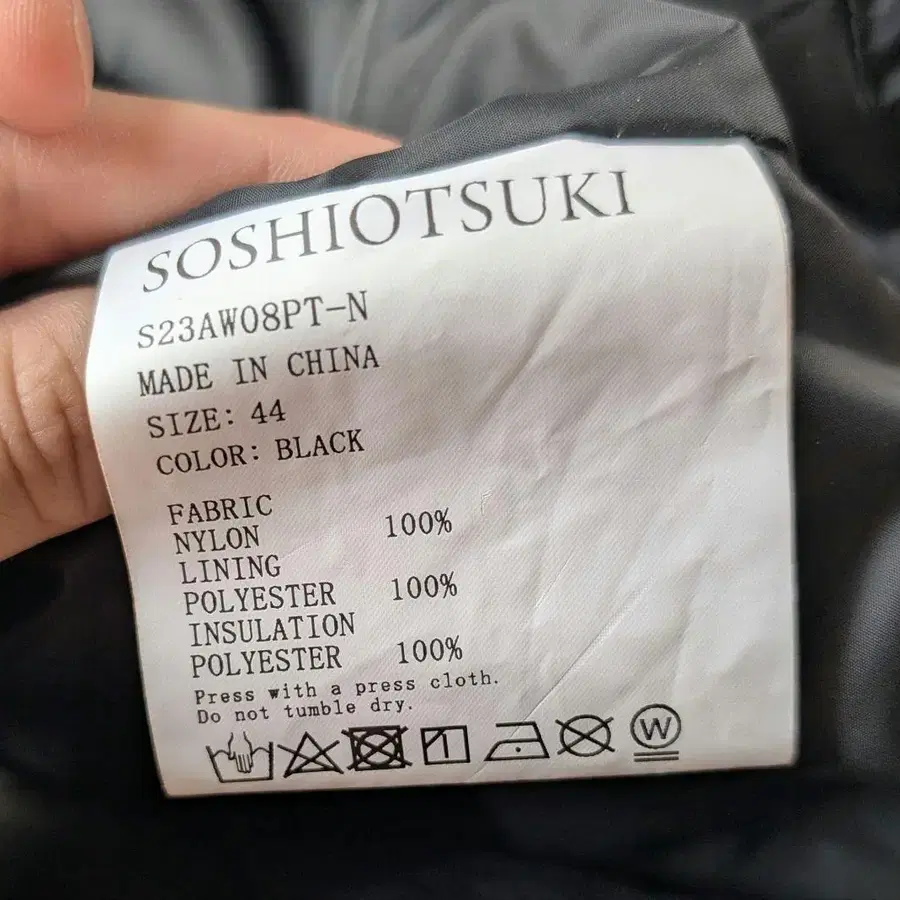 SOSHIOTSUKI
S23AW08PT-N
MADE IN CHINA
SIZE: 44
COLOR: BLACK
FABRIC
NYLON 100%
LINING
POLYESTER 100%
INSULATION
POLYESTER 100%
Press with a press cloth.
Do not tumble dry.
W